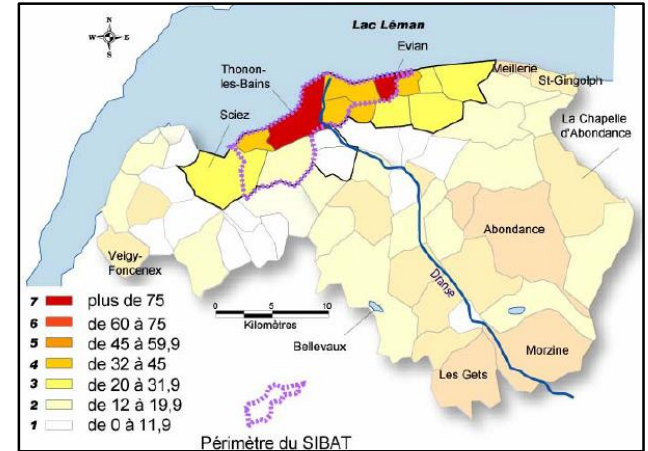 Lac Léman
N
W
E
S
Evian
Thonon-
les-Bains
Meillerie
St-Gingolph
Sciez
La Chapelle
d'Abondance
Abondance
Veigy-
Foncenex
Dranse
7 plus de 75
6 de 60 à 75
5 de 45 à 59,9
4 de 32 à 45
3 de 20 à 31,9
2 de 12 à 19,9
1 de 0 à 11,9
0 5 10
Kilomètres
Bellevaux
Morzine
Les Gets
Périmètre du SIBAT